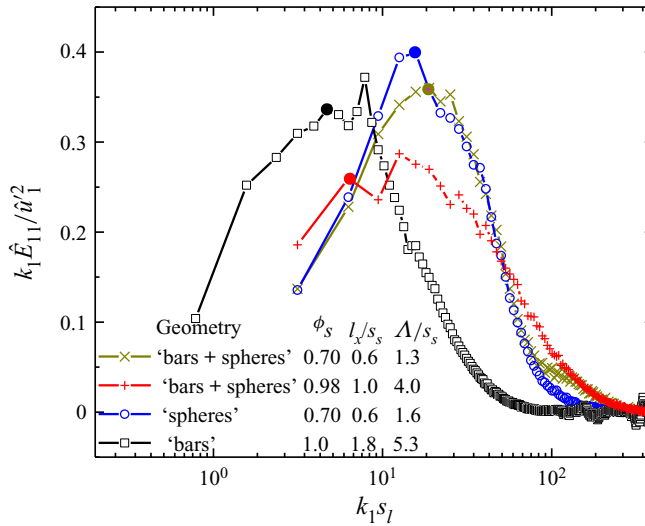 0.4
0.3
0.2
0.1
0
k₁Ê₁₁/û′₁²
Geometry ϕₛ lₓ/sₛ Λ/sₛ
‘bars + spheres’ 0.70 0.6 1.3
‘bars + spheres’ 0.98 1.0 4.0
‘spheres’ 0.70 0.6 1.6
‘bars’ 1.0 1.8 5.3
10⁰ 10¹ 10²
k₁sₗ